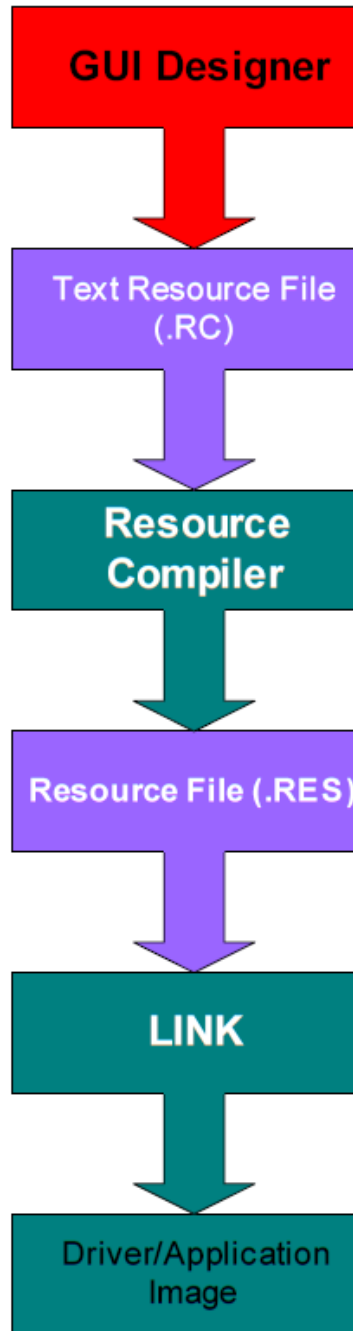 GUI Designer
Text Resource File
(.RC)
Resource
Compiler
Resource File (.RES)
LINK
Driver/Application
Image